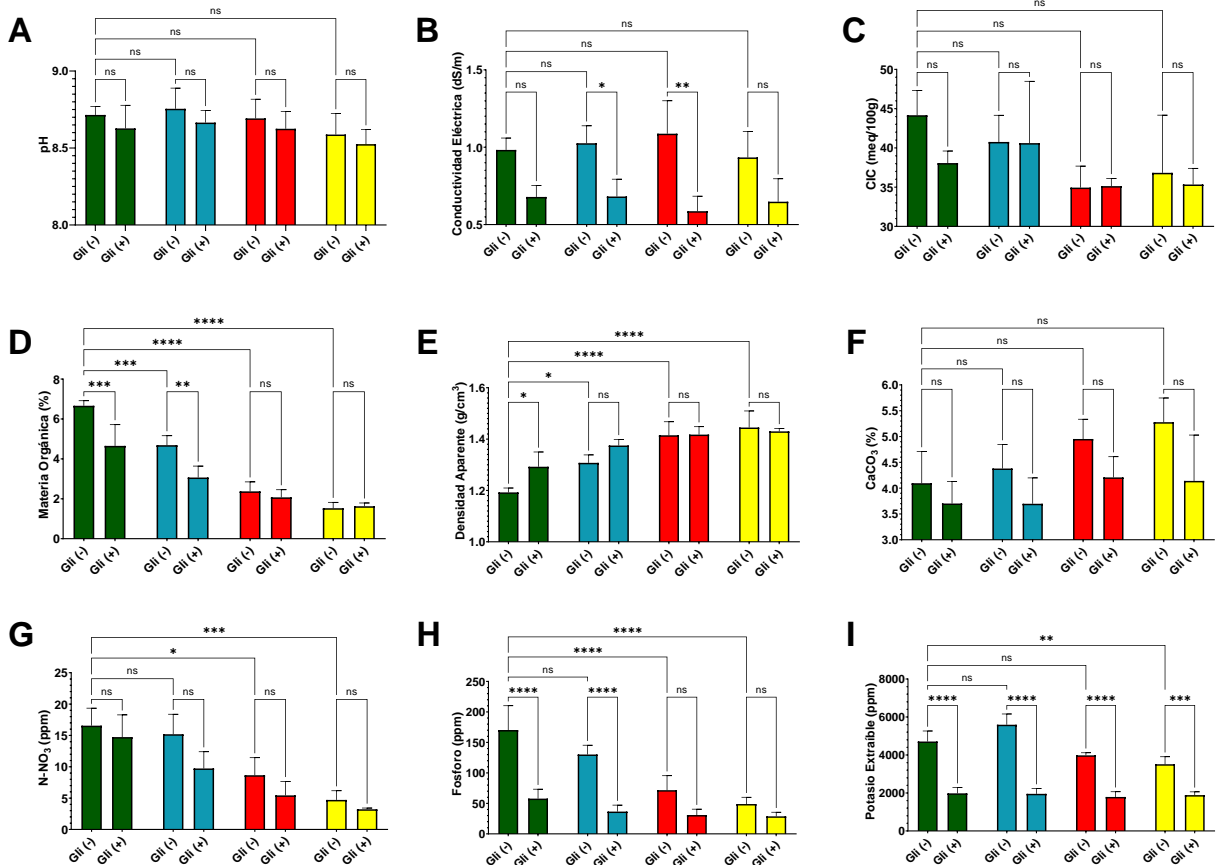 A
ns
ns
ns
ns
ns
ns
ns
pH
9.0
8.5
8.0
Gli (-)
Gli (+)
Gli (-)
Gli (+)
Gli (-)
Gli (+)
Gli (-)
Gli (+)
B
ns
ns
ns
ns
*
**
ns
Conductividad Eléctrica (dS/m)
1.5
1.0
0.5
Gli (-)
Gli (+)
Gli (-)
Gli (+)
Gli (-)
Gli (+)
Gli (-)
Gli (+)
C
ns
ns
ns
ns
ns
ns
ns
CIC (meq/100g)
50
45
40
35
30
Gli (-)
Gli (+)
Gli (-)
Gli (+)
Gli (-)
Gli (+)
Gli (-)
Gli (+)
D
****
****
***
***
**
ns
ns
Materia Orgánica (%)
8
6
4
2
0
Gli (-)
Gli (+)
Gli (-)
Gli (+)
Gli (-)
Gli (+)
Gli (-)
Gli (+)
E
****
****
*
*
ns
ns
ns
Densidad Aparente (g/cm³)
1.6
1.4
1.2
1.0
Gli (-)
Gli (+)
Gli (-)
Gli (+)
Gli (-)
Gli (+)
Gli (-)
Gli (+)
F
ns
ns
ns
ns
ns
ns
ns
CaCO₃ (%)
6.0
5.5
5.0
4.5
4.0
3.5
3.0
Gli (-)
Gli (+)
Gli (-)
Gli (+)
Gli (-)
Gli (+)
Gli (-)
Gli (+)
G
***
*
ns
ns
ns
ns
ns
N-NO₃ (ppm)
25
20
15
10
5
0
Gli (-)
Gli (+)
Gli (-)
Gli (+)
Gli (-)
Gli (+)
Gli (-)
Gli (+)
H
****
****
ns
****
****
ns
ns
Fosforo (ppm)
250
200
150
100
50
0
Gli (-)
Gli (+)
Gli (-)
Gli (+)
Gli (-)
Gli (+)
Gli (-)
Gli (+)
I
**
ns
ns
****
****
****
***
Potasio Extraíble (ppm)
8000
6000
4000
2000
0
Gli (-)
Gli (+)
Gli (-)
Gli (+)
Gli (-)
Gli (+)
Gli (-)
Gli (+)